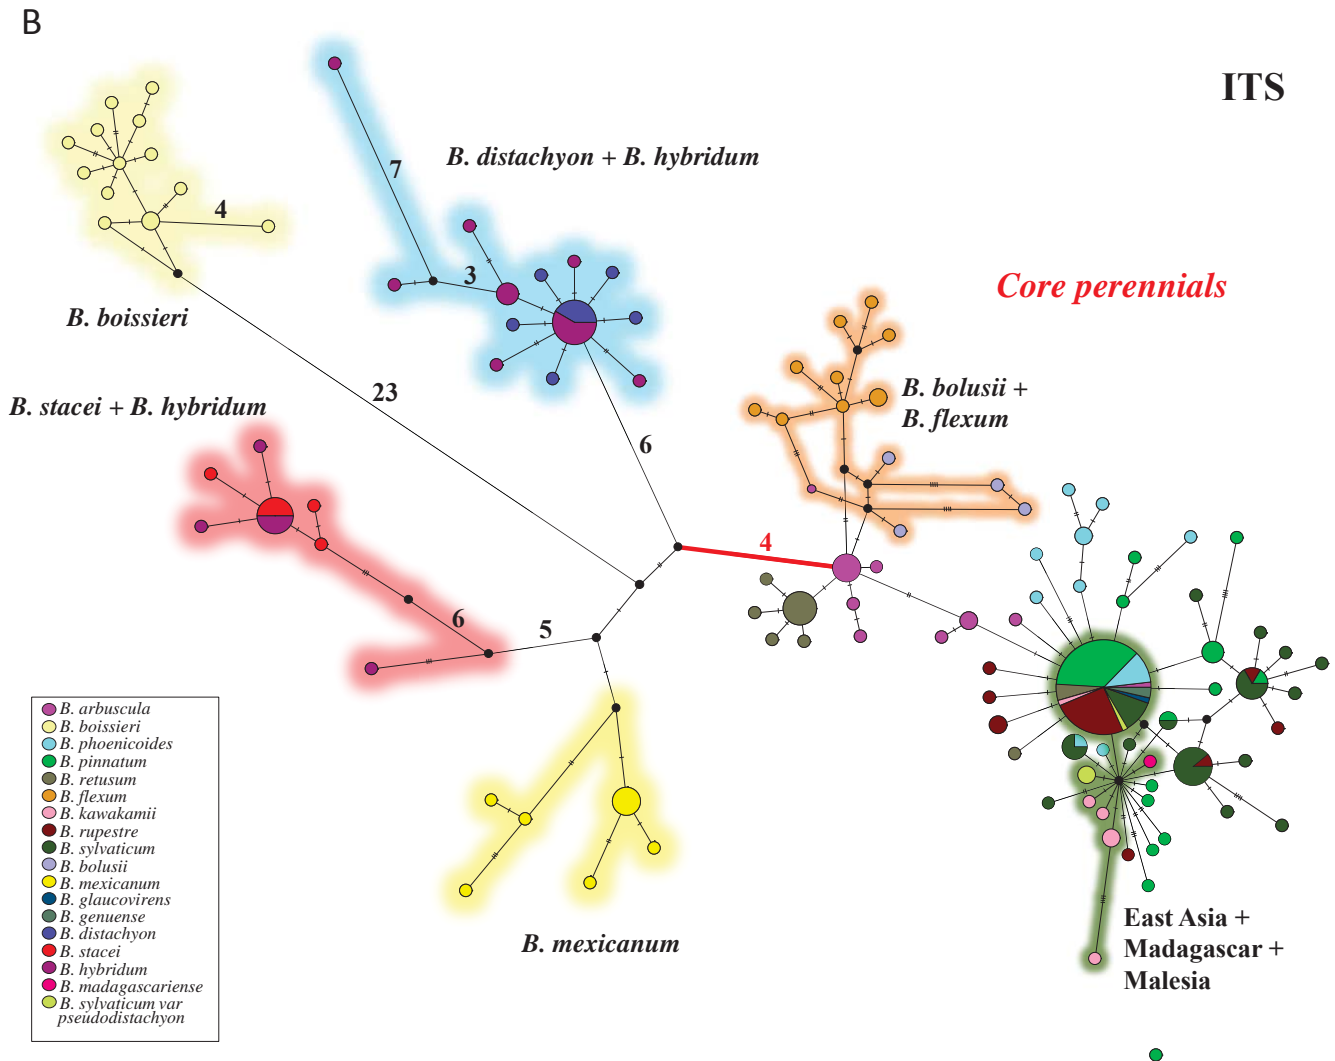 B
ITS
7
B. distachyon + B. hybridum
4
3
Core perennials
B. boissieri
23
B. stacei + B. hybridum
B. bolusii +
B. flexum
6
4
6
5
B. arbuscula
B. boissieri
B. phoenicoides
B. pinnatum
B. retusum
B. flexum
B. kawakamii
B. rupestre
B. sylvaticum
B. bolusii
B. mexicanum
B. glaucovirens
B. genuense
B. distachyon
B. stacei
B. hybridum
B. madagascariense
B. sylvaticum var
pseudodistachyon
B. mexicanum
East Asia +
Madagascar +
Malesia